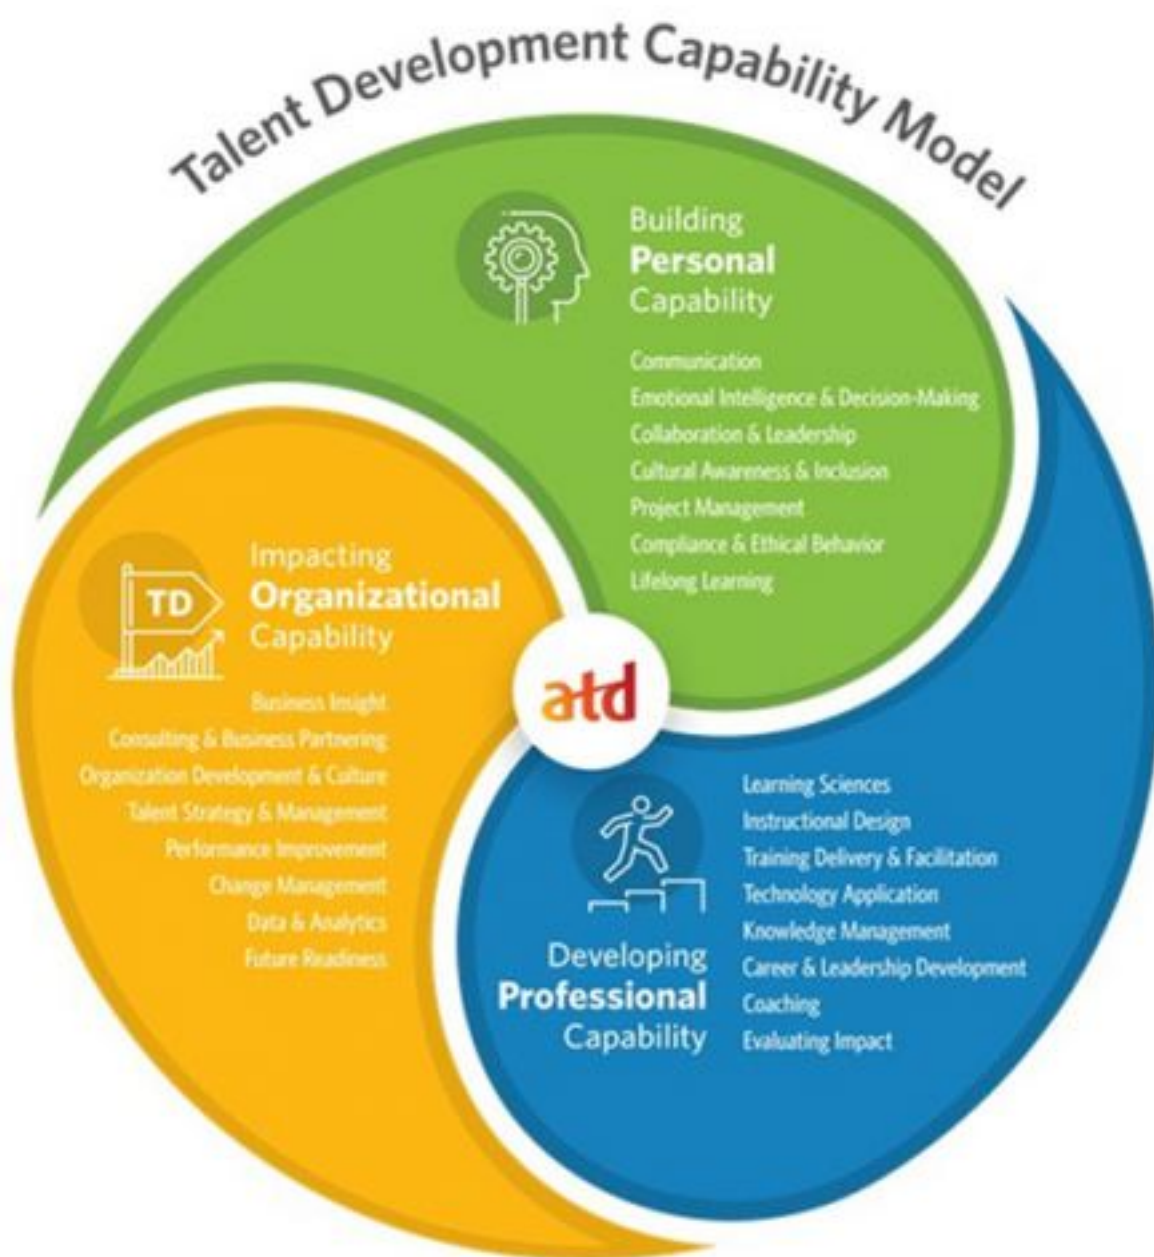 Talent Development Capability Model
Building
Personal
Capability
Communication
Emotional Intelligence & Decision-Making
Collaboration & Leadership
Cultural Awareness & Inclusion
Project Management
Compliance & Ethical Behavior
Lifelong Learning
TD
Impacting
Organizational
Capability
Business Insight
Consulting & Business Partnering
Organization Development & Culture
Talent Strategy & Management
Performance Improvement
Change Management
Data & Analytics
Future Readiness
atd
Developing
Professional
Capability
Learning Sciences
Instructional Design
Training Delivery & Facilitation
Technology Application
Knowledge Management
Career & Leadership Development
Coaching
Evaluating Impact